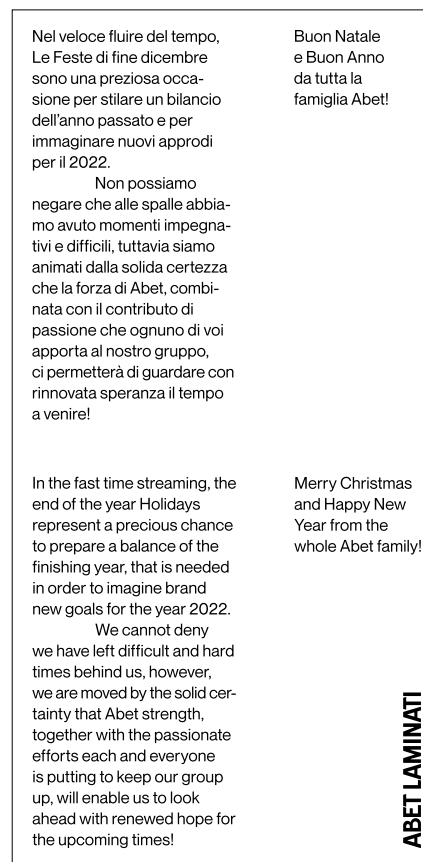 Nel veloce fluire del tempo,
Le Feste di fine dicembre
sono una preziosa occa-
sione per stilare un bilancio
dell'anno passato e per
immaginare nuovi approdi
per il 2022.
Non possiamo
negare che alle spalle abbia-
mo avuto momenti impegna-
tivi e difficili, tuttavia siamo
animati dalla solida certezza
che la forza di Abet, combi-
nata con il contributo di
passione che ognuno di voi
apporta al nostro gruppo,
ci permetterà di guardare con
rinnovata speranza il tempo
a venire!
Buon Natale
e Buon Anno
da tutta la
famiglia Abet!
In the fast time streaming, the
end of the year Holidays
represent a precious chance
to prepare a balance of the
finishing year, that is needed
in order to imagine brand
new goals for the year 2022.
We cannot deny
we have left difficult and hard
times behind us, however,
we are moved by the solid cer-
tainty that Abet strength,
together with the passionate
efforts each and everyone
is putting to keep our group
up, will enable us to look
ahead with renewed hope for
the upcoming times!
Merry Christmas
and Happy New
Year from the
whole Abet family!
ABET LAMINATI